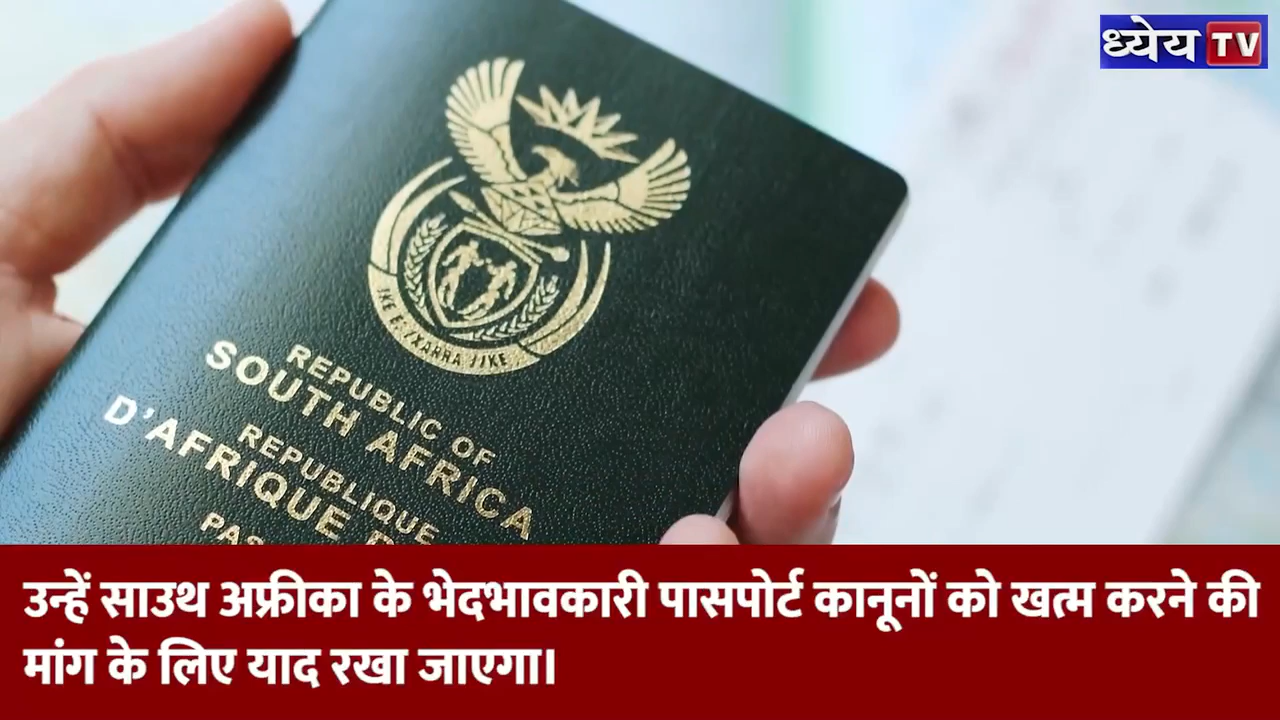 ध्येय TV
REPUBLIC OF
SOUTH AFRICA
REPUBLIQUE
D'AFRIQUE
उन्हें साउथ अफ्रीका के भेदभावकारी पासपोर्ट कानूनों को खत्म करने की
मांग के लिए याद रखा जाएगा।